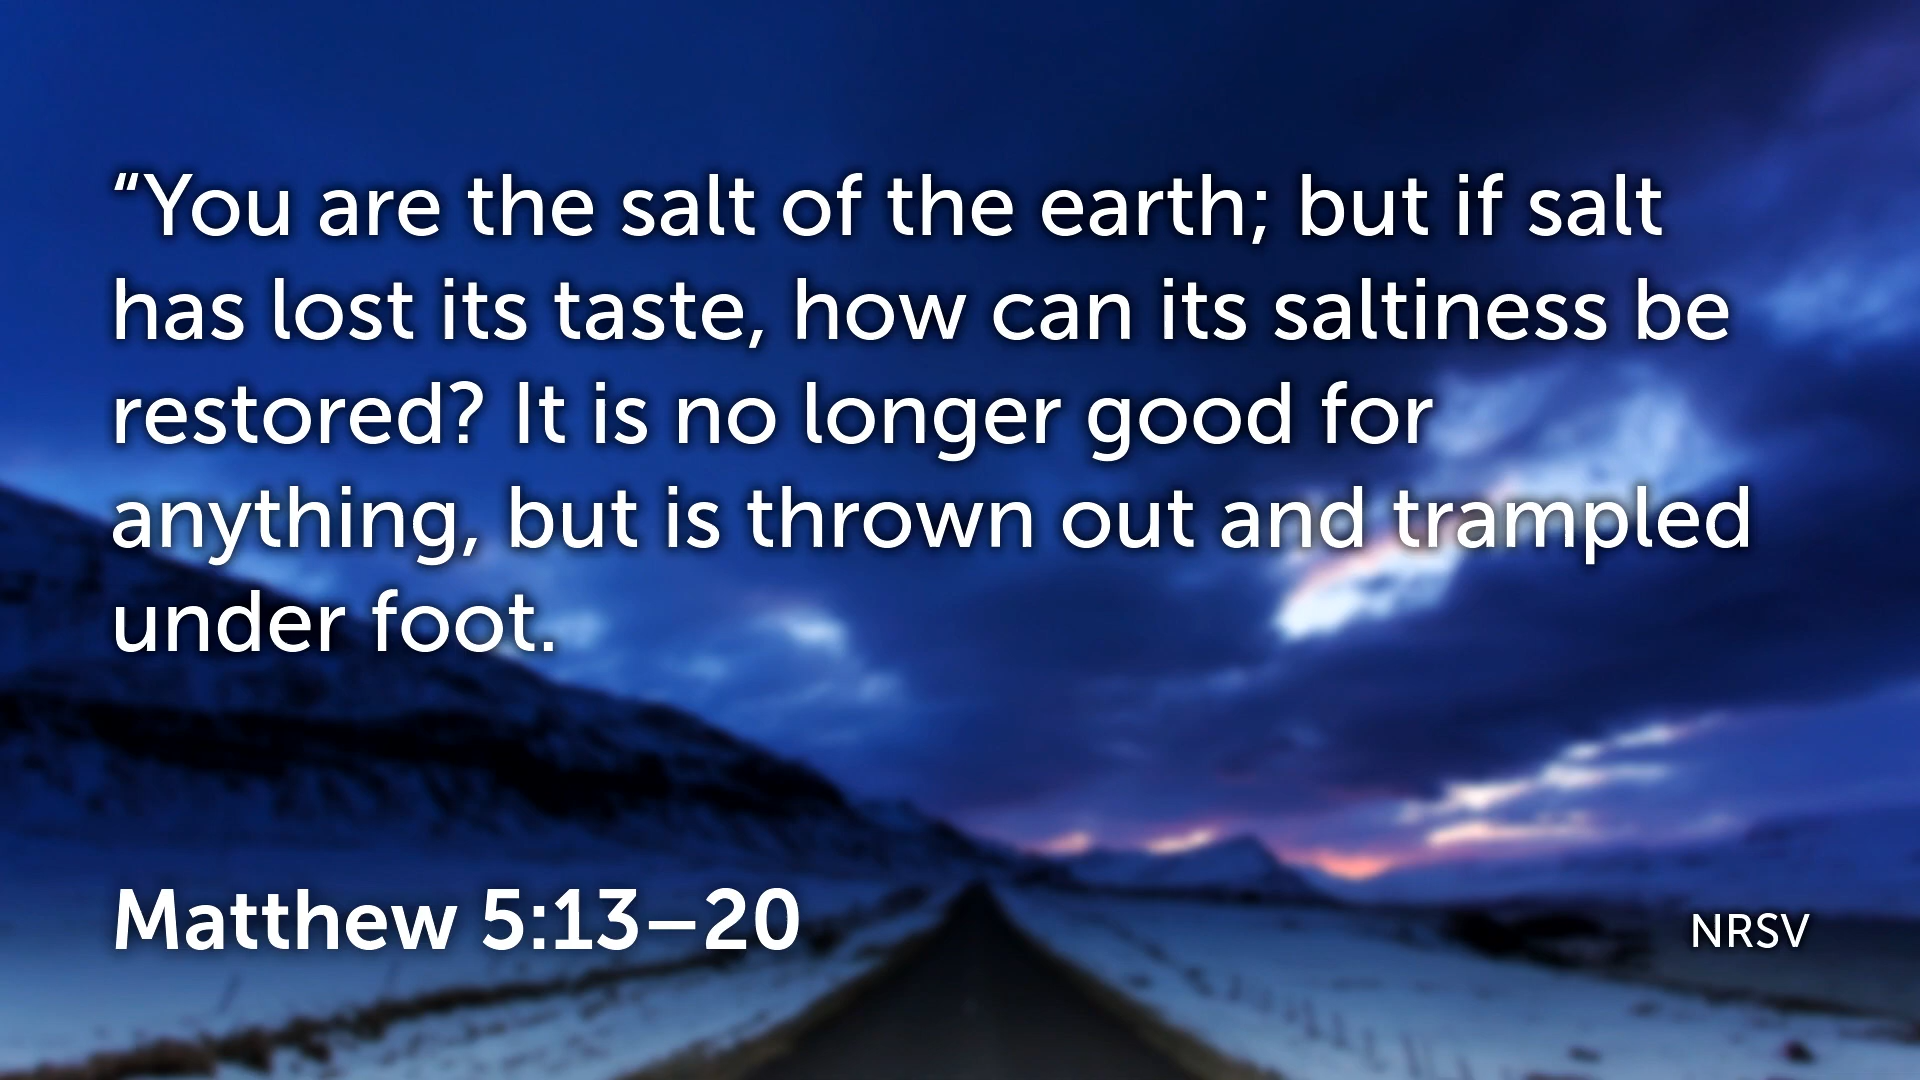 “You are the salt of the earth; but if salt
has lost its taste, how can its saltiness be
restored? It is no longer good for
anything, but is thrown out and trampled
under foot.
Matthew 5:13–20
NRSV